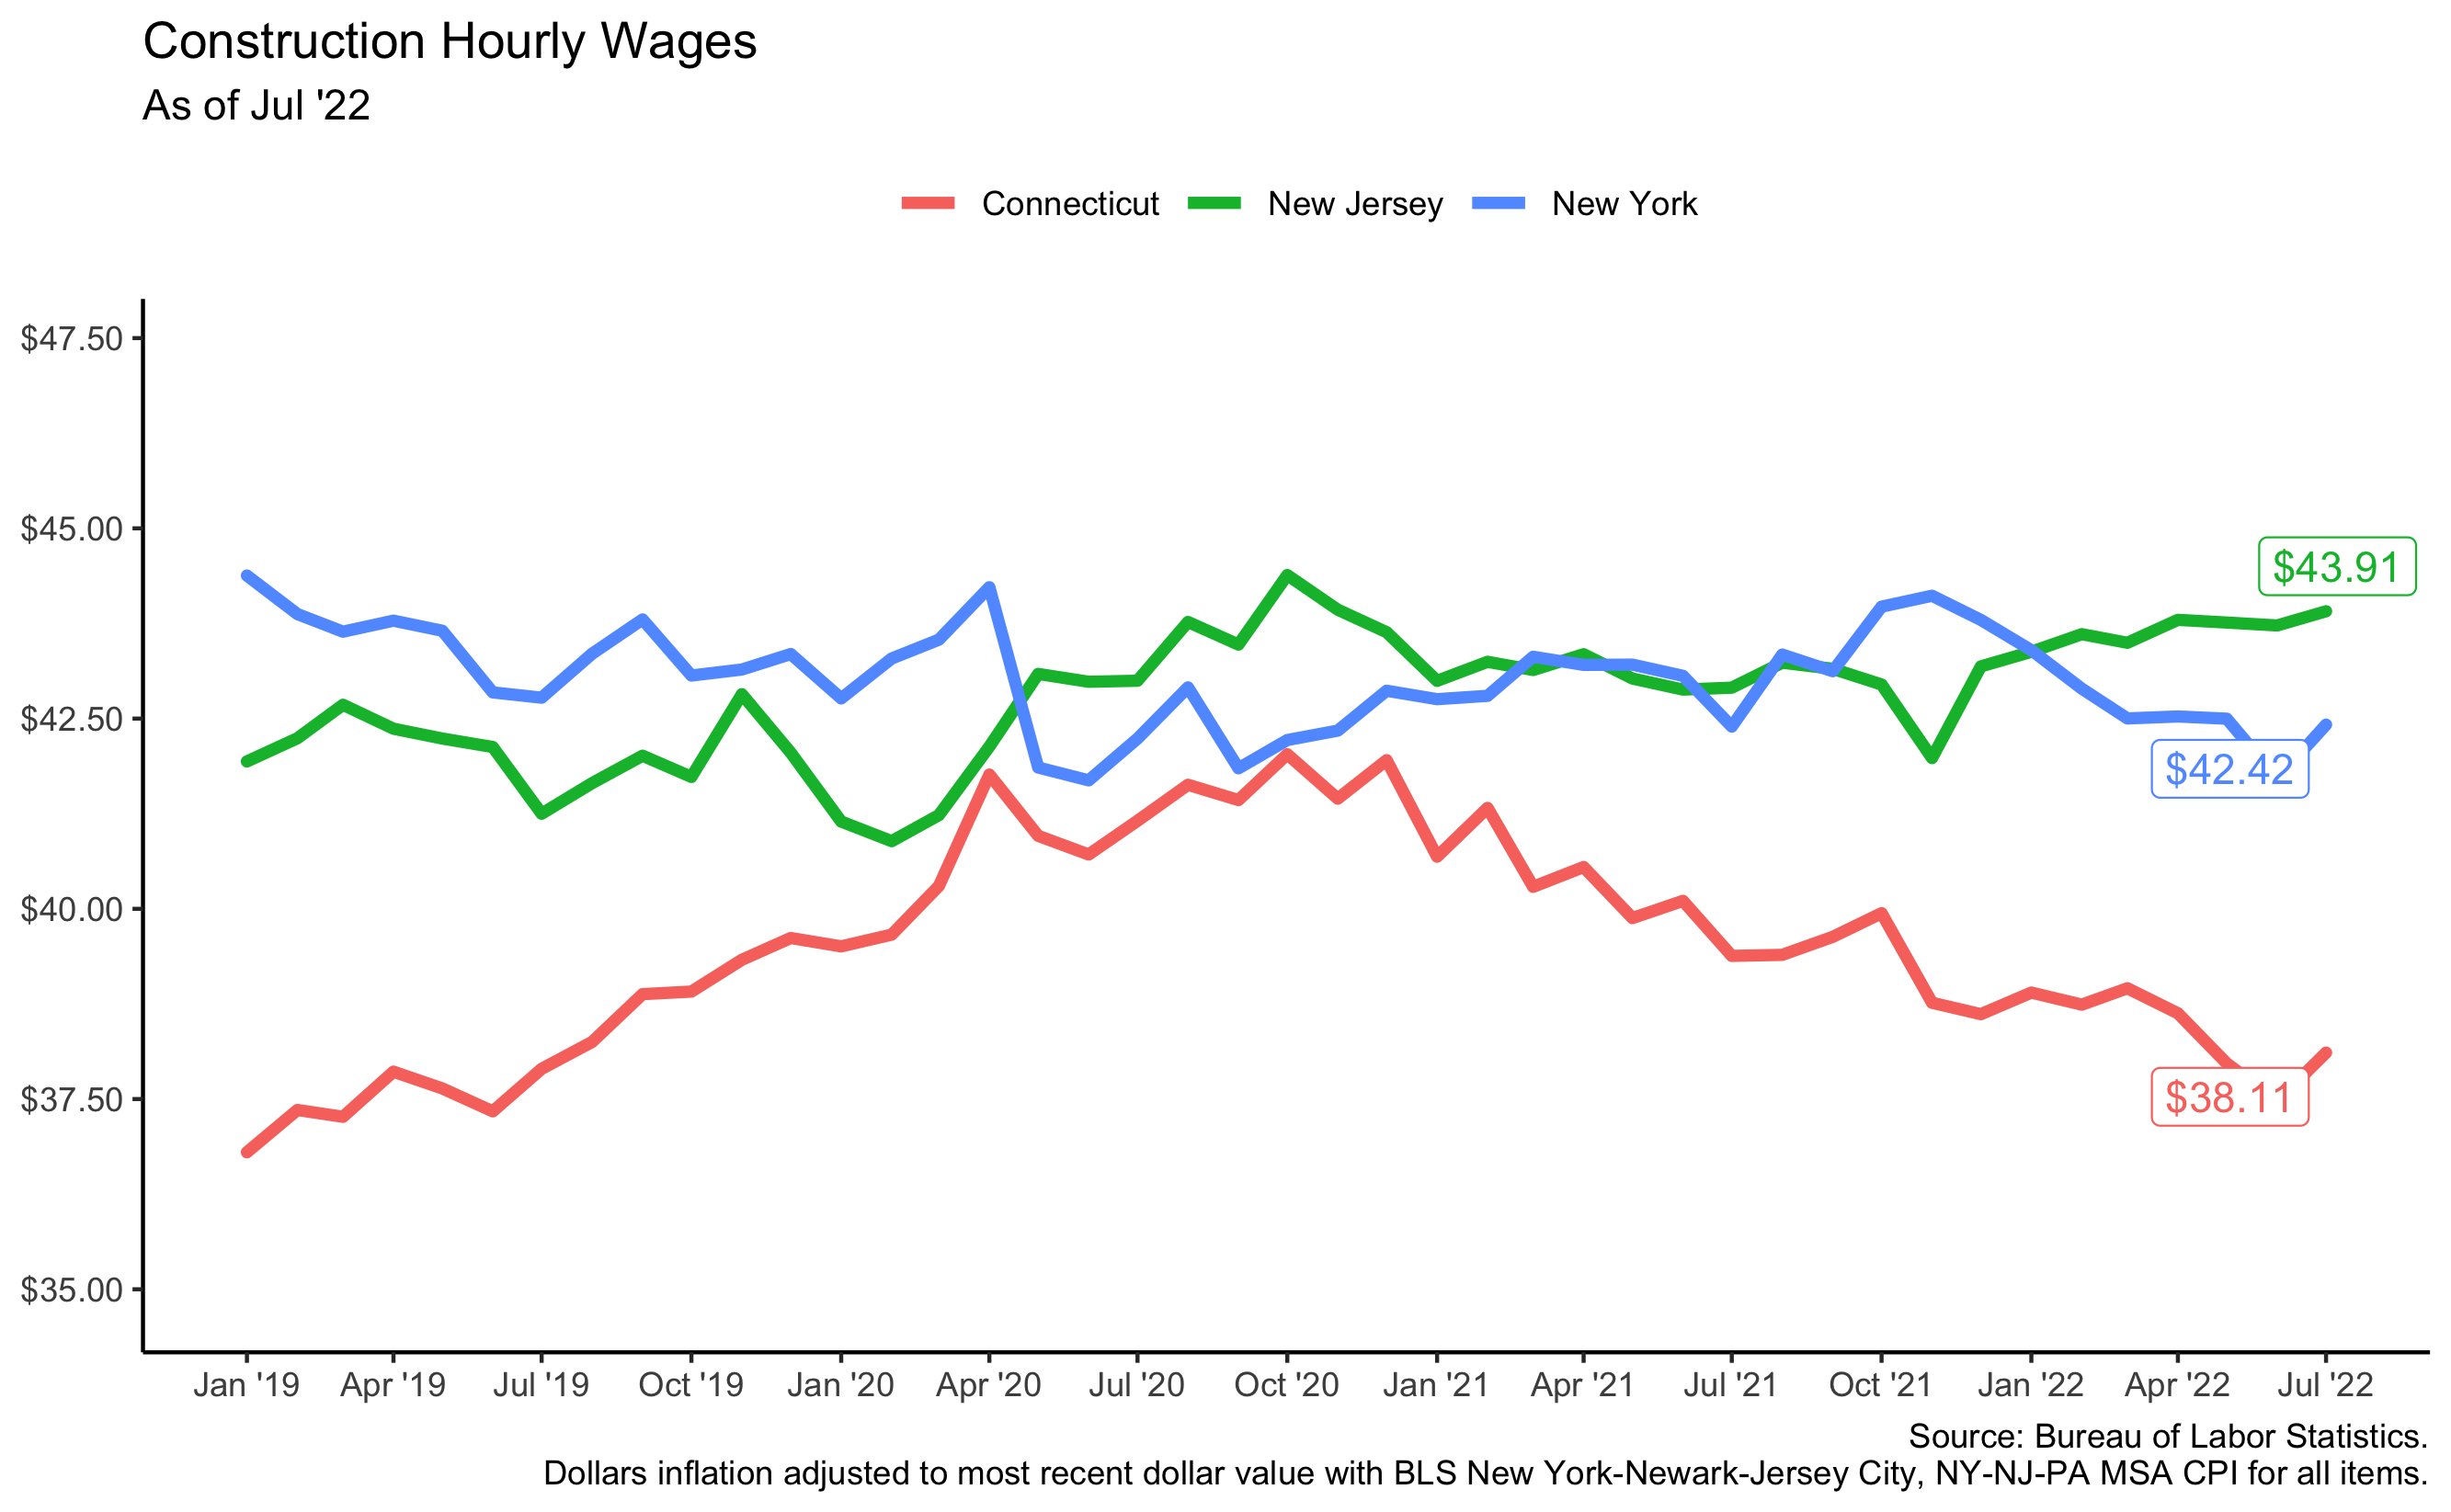 Construction Hourly Wages
As of Jul '22
Connecticut New Jersey New York
$47.50
$45.00
$42.50
$40.00
$37.50
$35.00
$43.91
$42.42
$38.11
Jan '19 Apr '19 Jul '19 Oct '19 Jan '20 Apr '20 Jul '20 Oct '20 Jan '21 Apr '21 Jul '21 Oct '21 Jan '22 Apr '22 Jul '22
Source: Bureau of Labor Statistics.
Dollars inflation adjusted to most recent dollar value with BLS New York-Newark-Jersey City, NY-NJ-PA MSA CPI for all items.